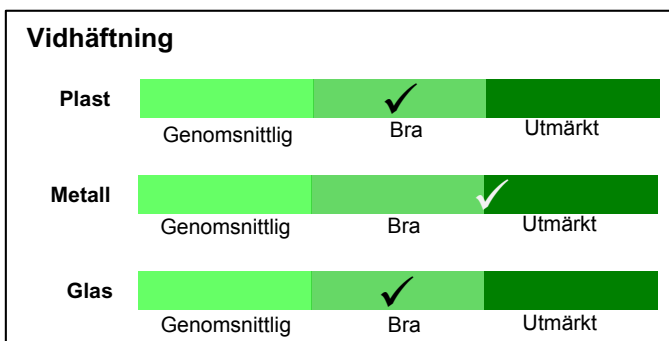 Vidhäftning
Plast
Genomsnittlig Bra Utmärkt
Metall
Genomsnittlig Bra Utmärkt
Glas
Genomsnittlig Bra Utmärkt